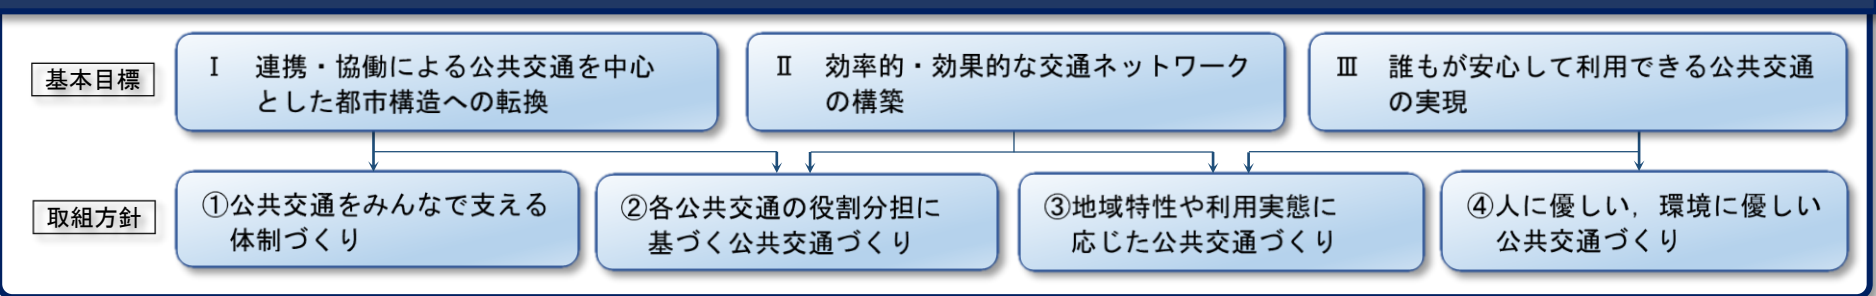 基本目標
Ⅰ 連携・協働による公共交通を中心
とした都市構造への転換
Ⅱ 効率的・効果的な交通ネットワーク
の構築
Ⅲ 誰もが安心して利用できる公共交通
の実現
取組方針
①公共交通をみんなで支える
体制づくり
②各公共交通の役割分担に
基づく公共交通づくり
③地域特性や利用実態に
応じた公共交通づくり
④人に優しい，環境に優しい
公共交通づくり